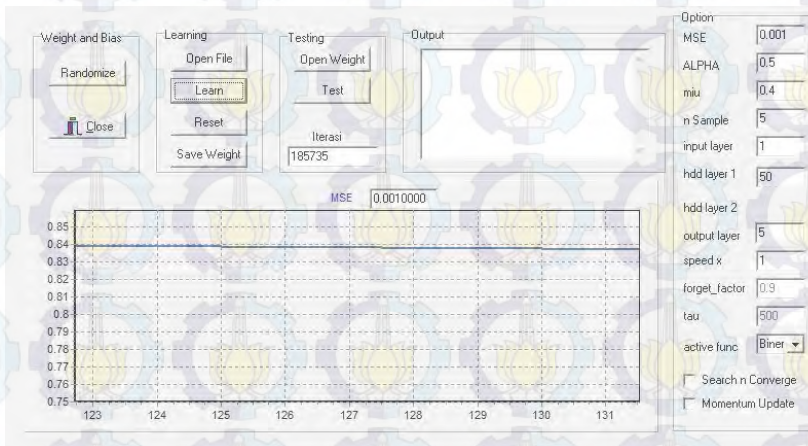 Weight and Bias
Randomize
Close
Learning
Open File
Learn
Reset
Save Weight
Testing
Open Weight
Test
Iterasi
185735
Output
MSE 0.0010000
0.85
0.84
0.83
0.82
0.81
0.8
0.79
0.78
0.77
0.76
0.75
123 124 125 126 127 128 129 130 131
Option
MSE 0.001
ALPHA 0.5
miu 0.4
n Sample 5
input layer 1
hdd layer 1 50
hdd layer 2
output layer 5
speed x 1
forget_factor 0.9
tau 500
active func Biner
Search n Converge
Momentum Update